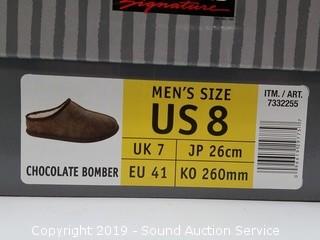 Signature
MEN'S SIZE
US 8
UK 7
JP 26cm
EU 41
KO 260mm
CHOCOLATE BOMBER
ITM. / ART.
7332255
Copyright 2019 - Sound Auction Service